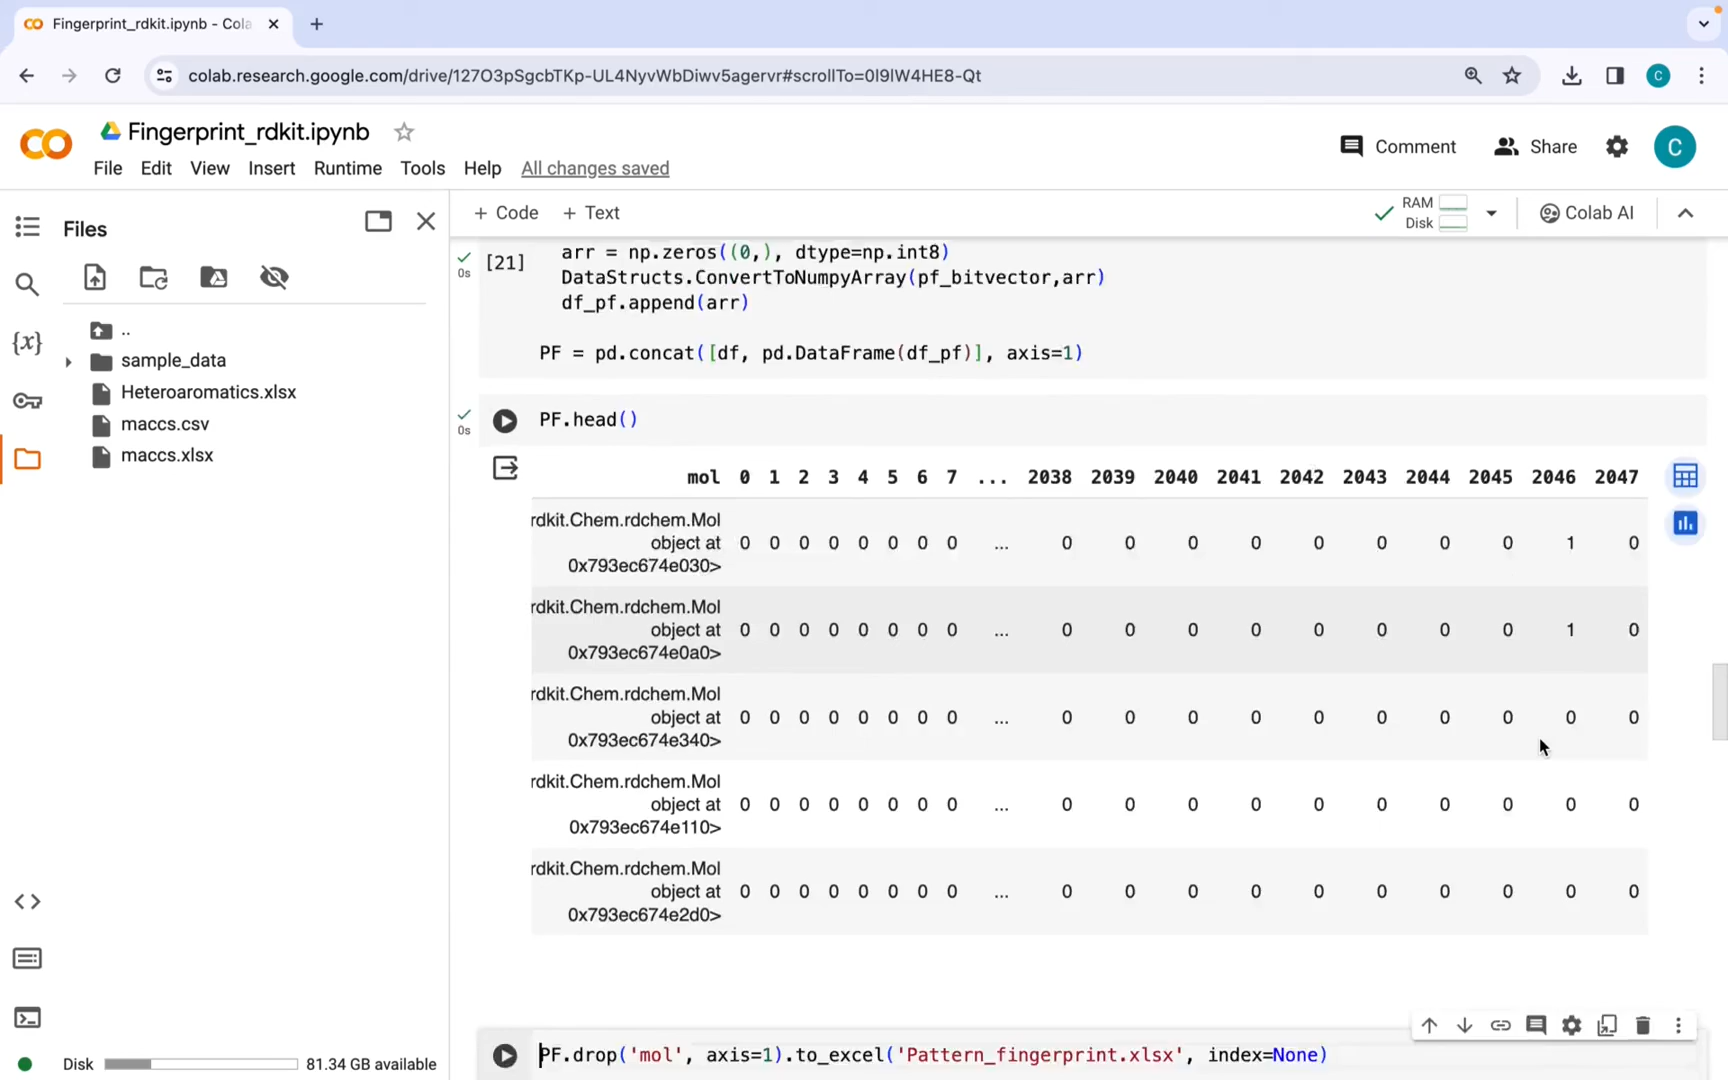 Fingerprint_rdkit.ipynb - Cola
colab.research.google.com/drive/127O3pSgcbTKp-UL4NyvWbDiwv5agervr#scrollTo=0l9lW4HE8-Qt
C
Fingerprint_rdkit.ipynb
Comment
Share
C
File Edit View Insert Runtime Tools Help All changes saved
Files
+ Code + Text
RAM
Disk
Colab AI
{x}
..
sample_data
Heteroaromatics.xlsx
maccs.csv
maccs.xlsx
0s
[21]
arr = np.zeros((0,), dtype=np.int8)
DataStructs.ConvertToNumpyArray(pf_bitvector,arr)
df_pf.append(arr)
PF = pd.concat([df, pd.DataFrame(df_pf)], axis=1)
0s
PF.head()
mol 0 1 2 3 4 5 6 7 ... 2038 2039 2040 2041 2042 2043 2044 2045 2046 2047
rdkit.Chem.rdchem.Mol
object at 0 0 0 0 0 0 0 0 ... 0 0 0 0 0 0 0 0 1 0
0x793ec674e030>
rdkit.Chem.rdchem.Mol
object at 0 0 0 0 0 0 0 0 ... 0 0 0 0 0 0 0 0 1 0
0x793ec674e0a0>
rdkit.Chem.rdchem.Mol
object at 0 0 0 0 0 0 0 0 ... 0 0 0 0 0 0 0 0 0 0
0x793ec674e340>
rdkit.Chem.rdchem.Mol
object at 0 0 0 0 0 0 0 0 ... 0 0 0 0 0 0 0 0 0 0
0x793ec674e110>
rdkit.Chem.rdchem.Mol
object at 0 0 0 0 0 0 0 0 ... 0 0 0 0 0 0 0 0 0 0
0x793ec674e2d0>
PF.drop('mol', axis=1).to_excel('Pattern_fingerprint.xlsx', index=None)
Disk 81.34 GB available